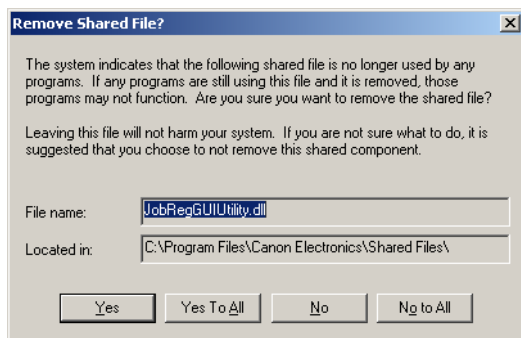 Remove Shared File?
The system indicates that the following shared file is no longer used by any
programs. If any programs are still using this file and it is removed, those
programs may not function. Are you sure you want to remove the shared file?
Leaving this file will not harm your system. If you are not sure what to do, it is
suggested that you choose to not remove this shared component.
File name: JobRegGUIUtility.dll
Located in: C:\Program Files\Canon Electronics\Shared Files\
Yes Yes To All No No to All